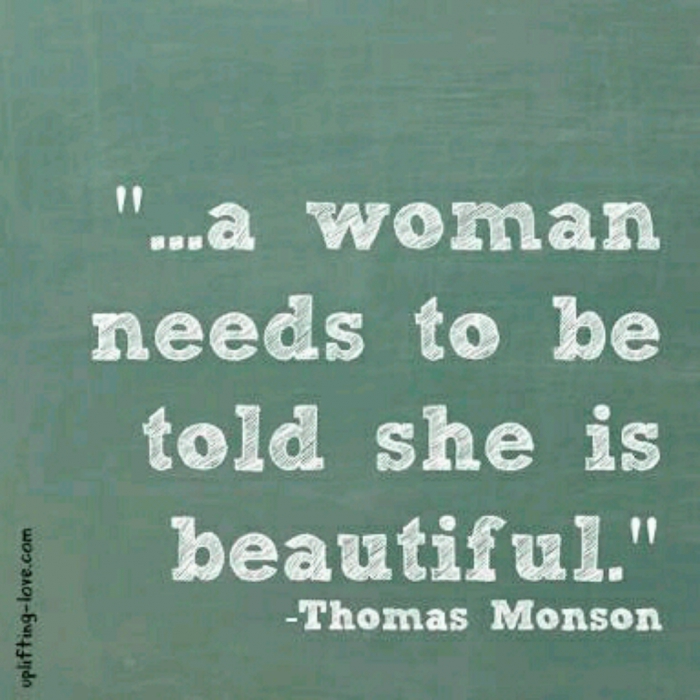 "...a woman
needs to be
told she is
beautiful."
-Thomas Monson
uplifting-love.com